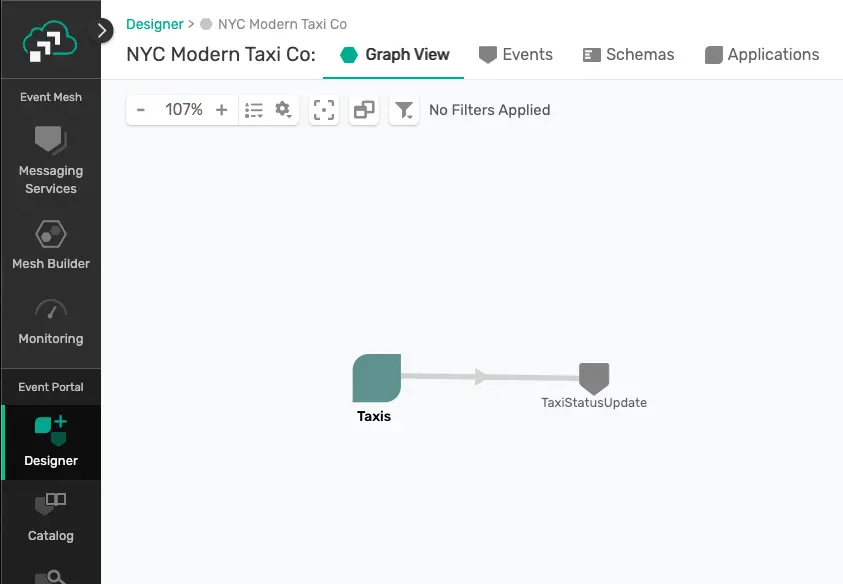 Designer > NYC Modern Taxi Co
NYC Modern Taxi Co:
Graph View
Events
Schemas
Applications
- 107% +
No Filters Applied
Event Mesh
Messaging
Services
Mesh Builder
Monitoring
Event Portal
Designer
Catalog
Taxis
TaxiStatusUpdate